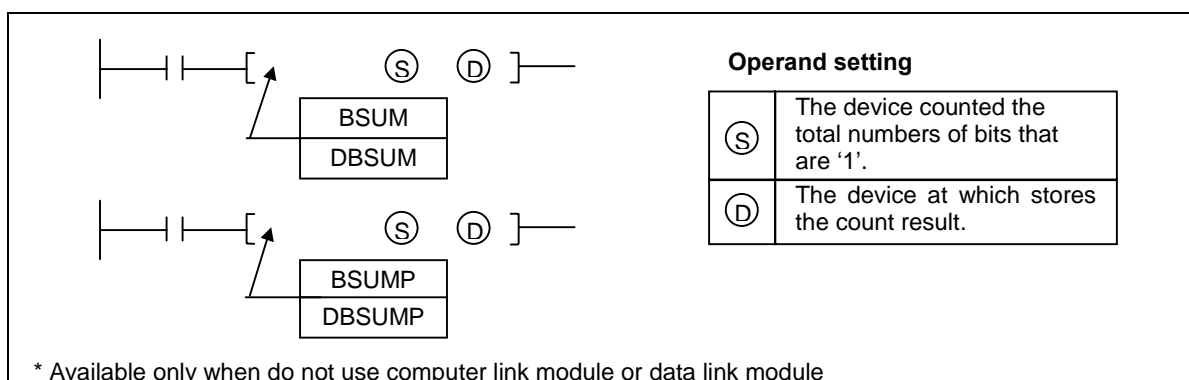 S D
BSUM
DBSUM
S D
BSUMP
DBSUMP
Operand setting
S
The device counted the
total numbers of bits that
are ‘1’.
D
The device at which stores
the count result.
* Available only when do not use computer link module or data link module